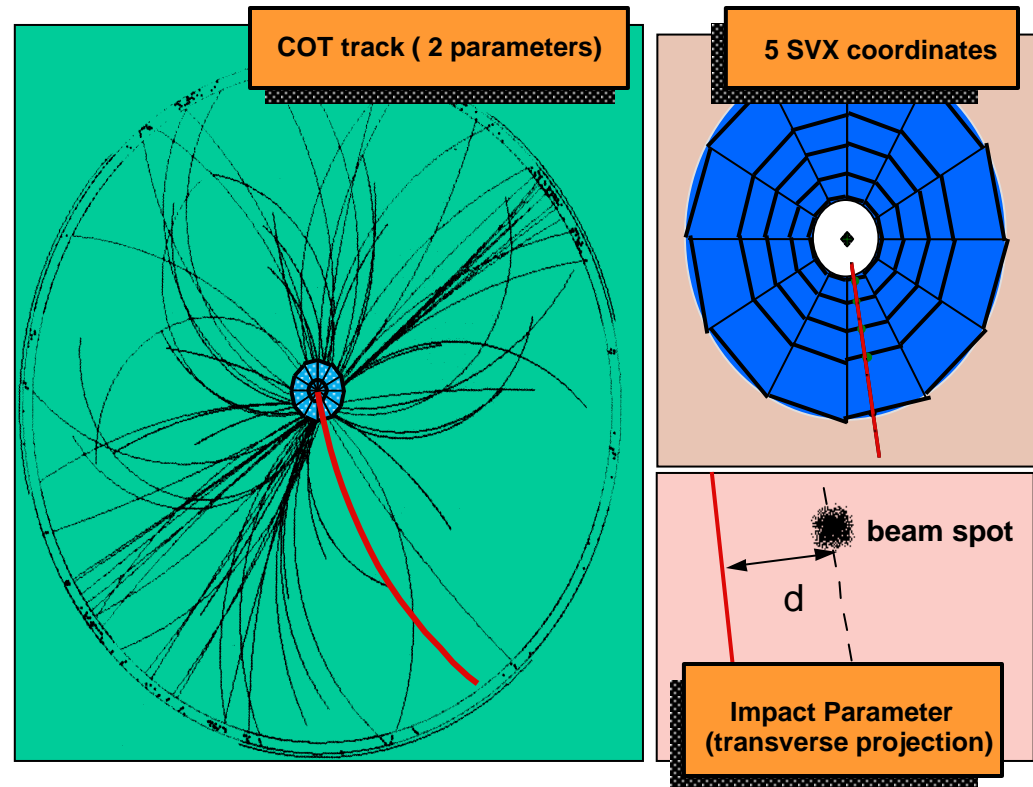 COT track ( 2 parameters)
5 SVX coordinates
beam spot
d
Impact Parameter
(transverse projection)